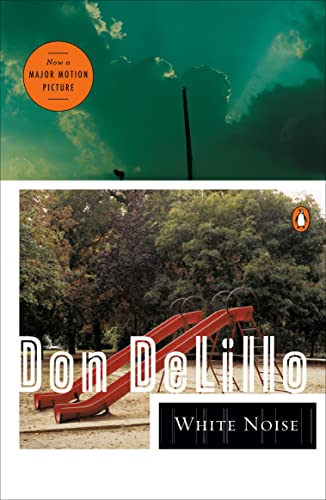 Now a
MAJOR MOTION
PICTURE
Don DeLillo
WHITE NOISE